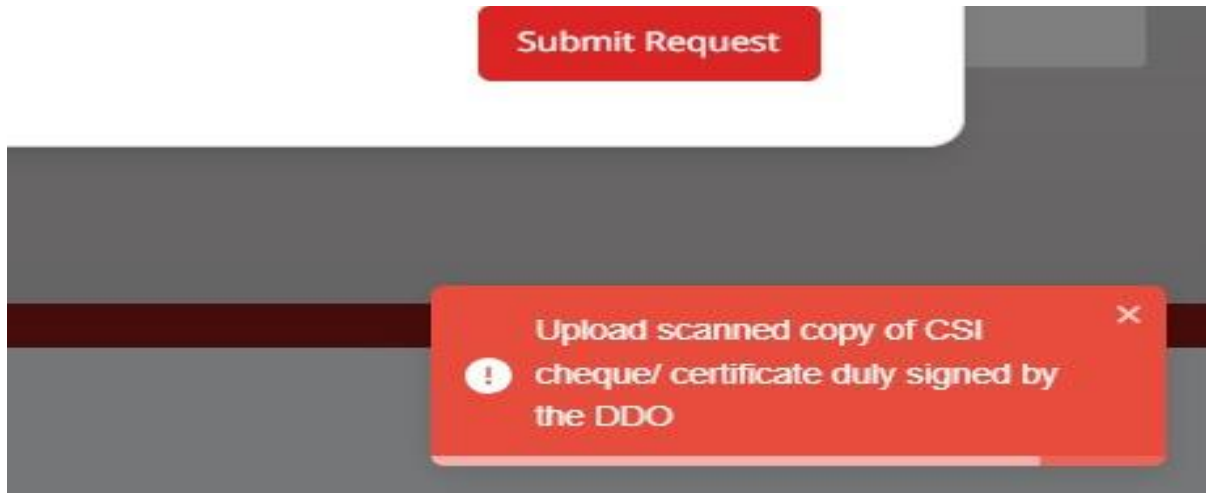 Submit Request
Upload scanned copy of CSI
cheque/ certificate duly signed by
the DDO